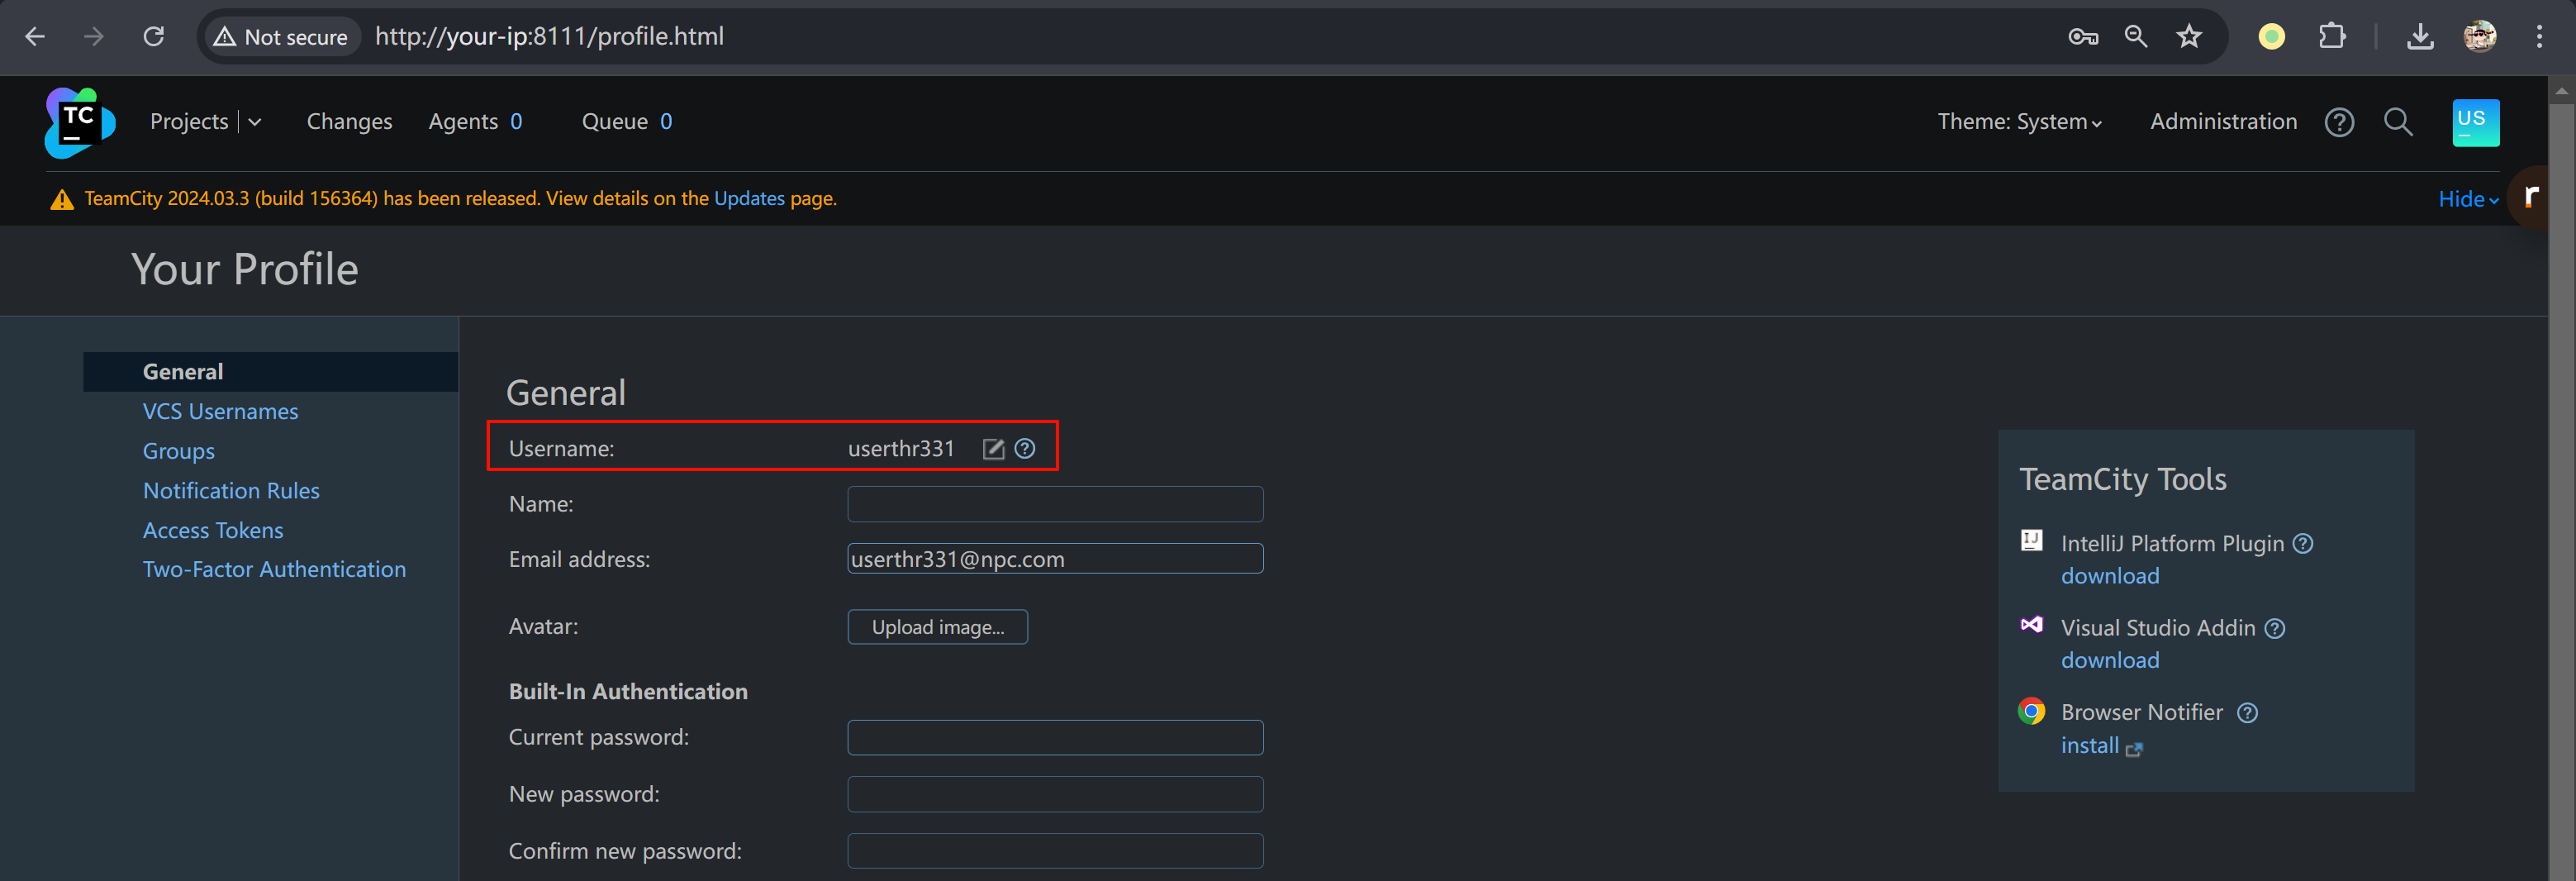 Not secure http://your-ip:8111/profile.html
TC Projects Changes Agents 0 Queue 0 Theme: System Administration US
TeamCity 2024.03.3 (build 156364) has been released. View details on the Updates page. Hide r
Your Profile
General
VCS Usernames
Groups
Notification Rules
Access Tokens
Two-Factor Authentication
General
Username: userthr331
Name:
Email address: userthr331@npc.com
Avatar: Upload image...
Built-In Authentication
Current password:
New password:
Confirm new password:
TeamCity Tools
IJ IntelliJ Platform Plugin
download
Visual Studio Addin
download
Browser Notifier
install